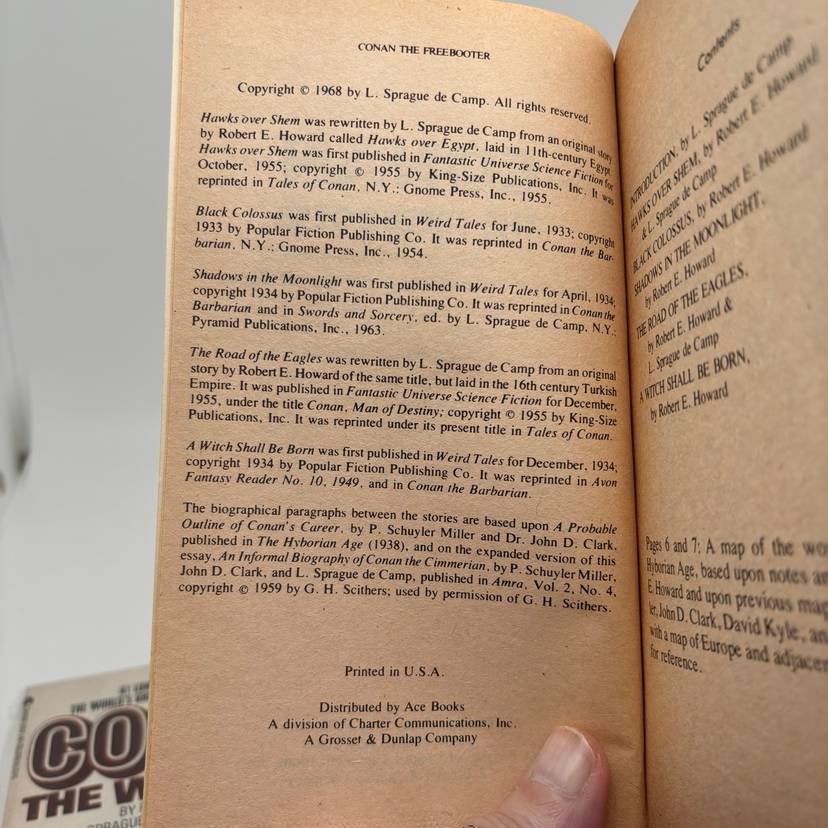 CONAN THE FREEBOOTER
Copyright © 1968 by L. Sprague de Camp. All rights reserved.
Hawks over Shem was rewritten by L. Sprague de Camp from an original story
by Robert E. Howard called Hawks over Egypt, laid in 11th-century Egypt.
Hawks over Shem was first published in Fantastic Universe Science Fiction for
October, 1955; copyright © 1955 by King-Size Publications, Inc. It was
reprinted in Tales of Conan, N.Y.: Gnome Press, Inc., 1955.
Black Colossus was first published in Weird Tales for June, 1933; copyright
1933 by Popular Fiction Publishing Co. It was reprinted in Conan the Bar-
barian, N.Y.: Gnome Press, Inc., 1954.
Shadows in the Moonlight was first published in Weird Tales for April, 1934;
copyright 1934 by Popular Fiction Publishing Co. It was reprinted in Conan the
Barbarian and in Swords and Sorcery, ed. by L. Sprague de Camp, N.Y.:
Pyramid Publications, Inc., 1963.
The Road of the Eagles was rewritten by L. Sprague de Camp from an original
story by Robert E. Howard of the same title, but laid in the 16th century Turkish
Empire. It was published in Fantastic Universe Science Fiction for December,
1955, under the title Conan, Man of Destiny; copyright © 1955 by King-Size
Publications, Inc. It was reprinted under its present title in Tales of Conan.
A Witch Shall Be Born was first published in Weird Tales for December, 1934;
copyright 1934 by Popular Fiction Publishing Co. It was reprinted in Avon
Fantasy Reader No. 10, 1949, and in Conan the Barbarian.
The biographical paragraphs between the stories are based upon A Probable
Outline of Conan's Career, by P. Schuyler Miller and Dr. John D. Clark,
published in The Hyborian Age (1938), and on the expanded version of this
essay, An Informal Biography of Conan the Cimmerian, by P. Schuyler Miller,
John D. Clark, and L. Sprague de Camp, published in Amra, Vol. 2, No. 4,
copyright © 1959 by G. H. Scithers; used by permission of G. H. Scithers.
Printed in U.S.A.
Distributed by Ace Books
A division of Charter Communications, Inc.
A Grosset & Dunlap Company
Contents
INTRODUCTION, by L. Sprague de Camp
HAWKS OVER SHEM, by Robert E. Howard
& L. Sprague de Camp
BLACK COLOSSUS, by Robert E. Howard
SHADOWS IN THE MOONLIGHT,
by Robert E. Howard
THE ROAD OF THE EAGLES,
by Robert E. Howard &
L. Sprague de Camp
A WITCH SHALL BE BORN,
by Robert E. Howard
Pages 6 and 7: A map of the
Hyborian Age, based upon notes
E. Howard and upon previous
John D. Clark, David Kyle,
with a map of Europe and
for reference.
THE WORLD'S
CO
THE W
BY
SPRAGUE